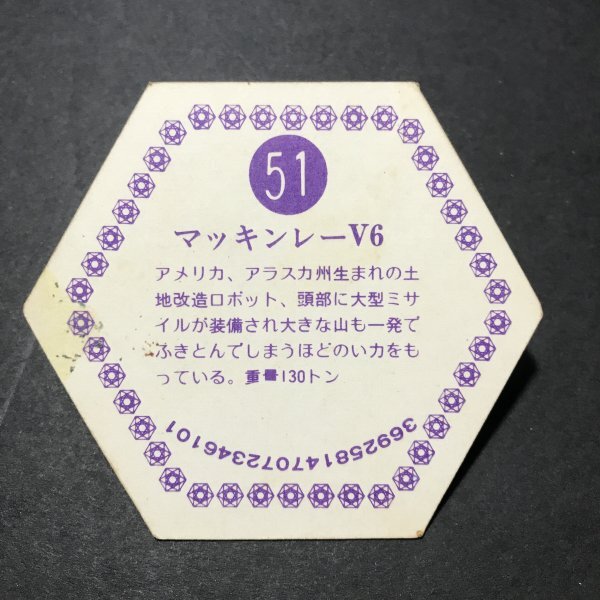 51
マッキンレーV6
アメリカ、アラスカ州生まれの土
地改造ロボット、頭部に大型ミサ
イルが装備され大きな山も一発で
ふきとんでしまうほどのい力をも
っている。重量130トン
3692581470723461​01